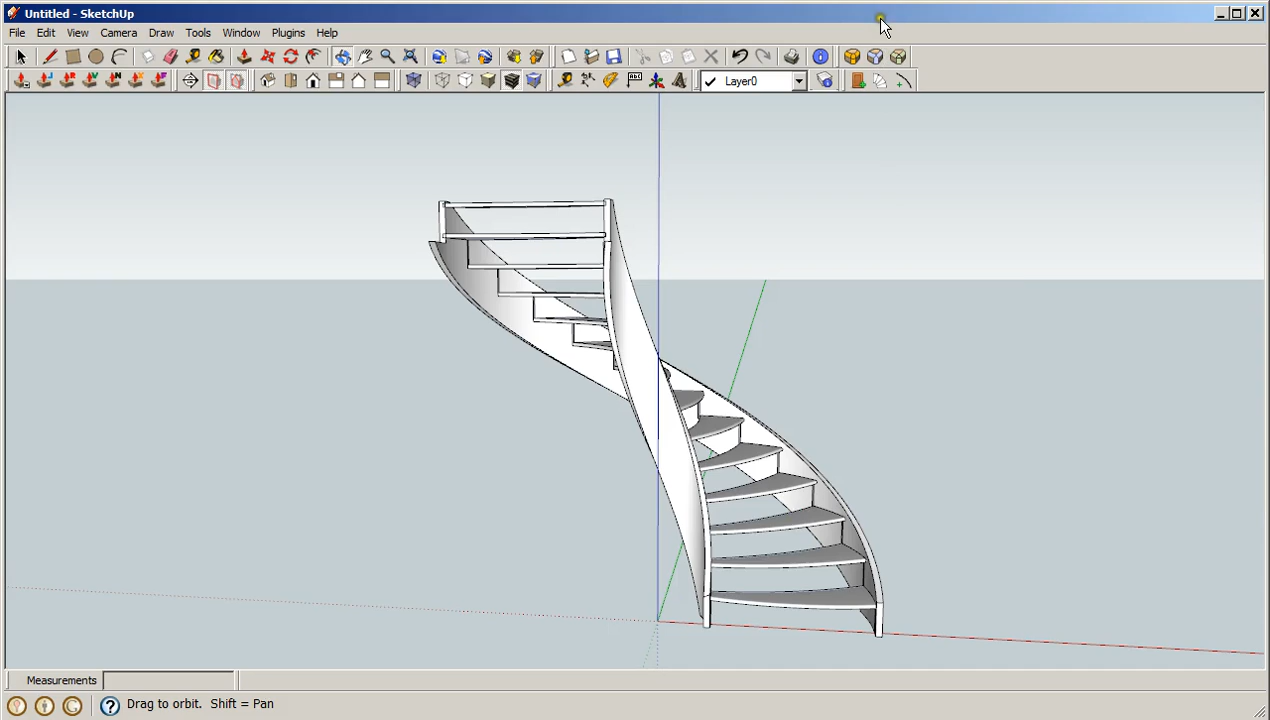 Untitled - SketchUp
File Edit View Camera Draw Tools Window Plugins Help
Layer0
Measurements
Drag to orbit. Shift = Pan